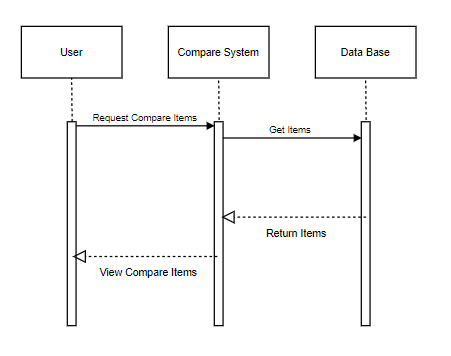 User
Compare System
Data Base
Request Compare Items
Get Items
Return Items
View Compare Items